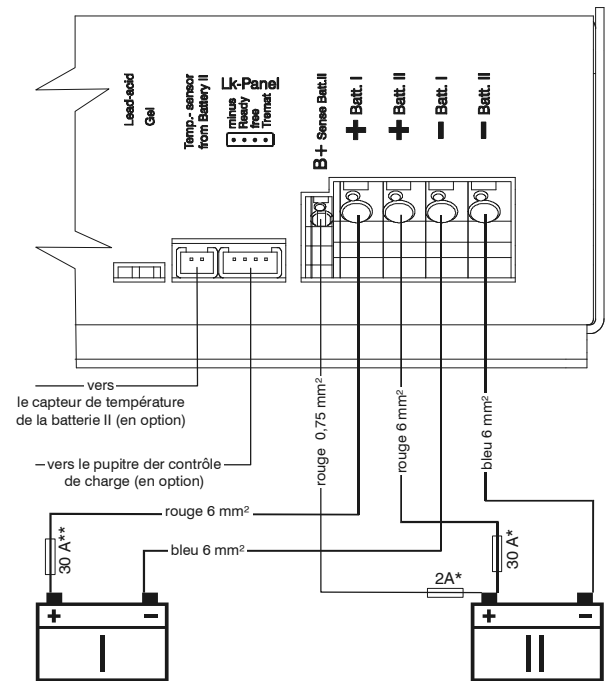 Lead-acid
Gel
Temp.- sensor
from Battery II
Lk-Panel
minus
Ready
free
Tremat
B+ Sense Batt.II
+ Batt. I
+ Batt. II
− Batt. I
− Batt. II
vers
le capteur de température
de la batterie II (en option)
vers le pupitre der contrôle
de charge (en option)
rouge 0,75 mm²
rouge 6 mm²
bleu 6 mm²
rouge 6 mm²
bleu 6 mm²
30 A**
30 A*
2A*
+ −
I
+ −
II